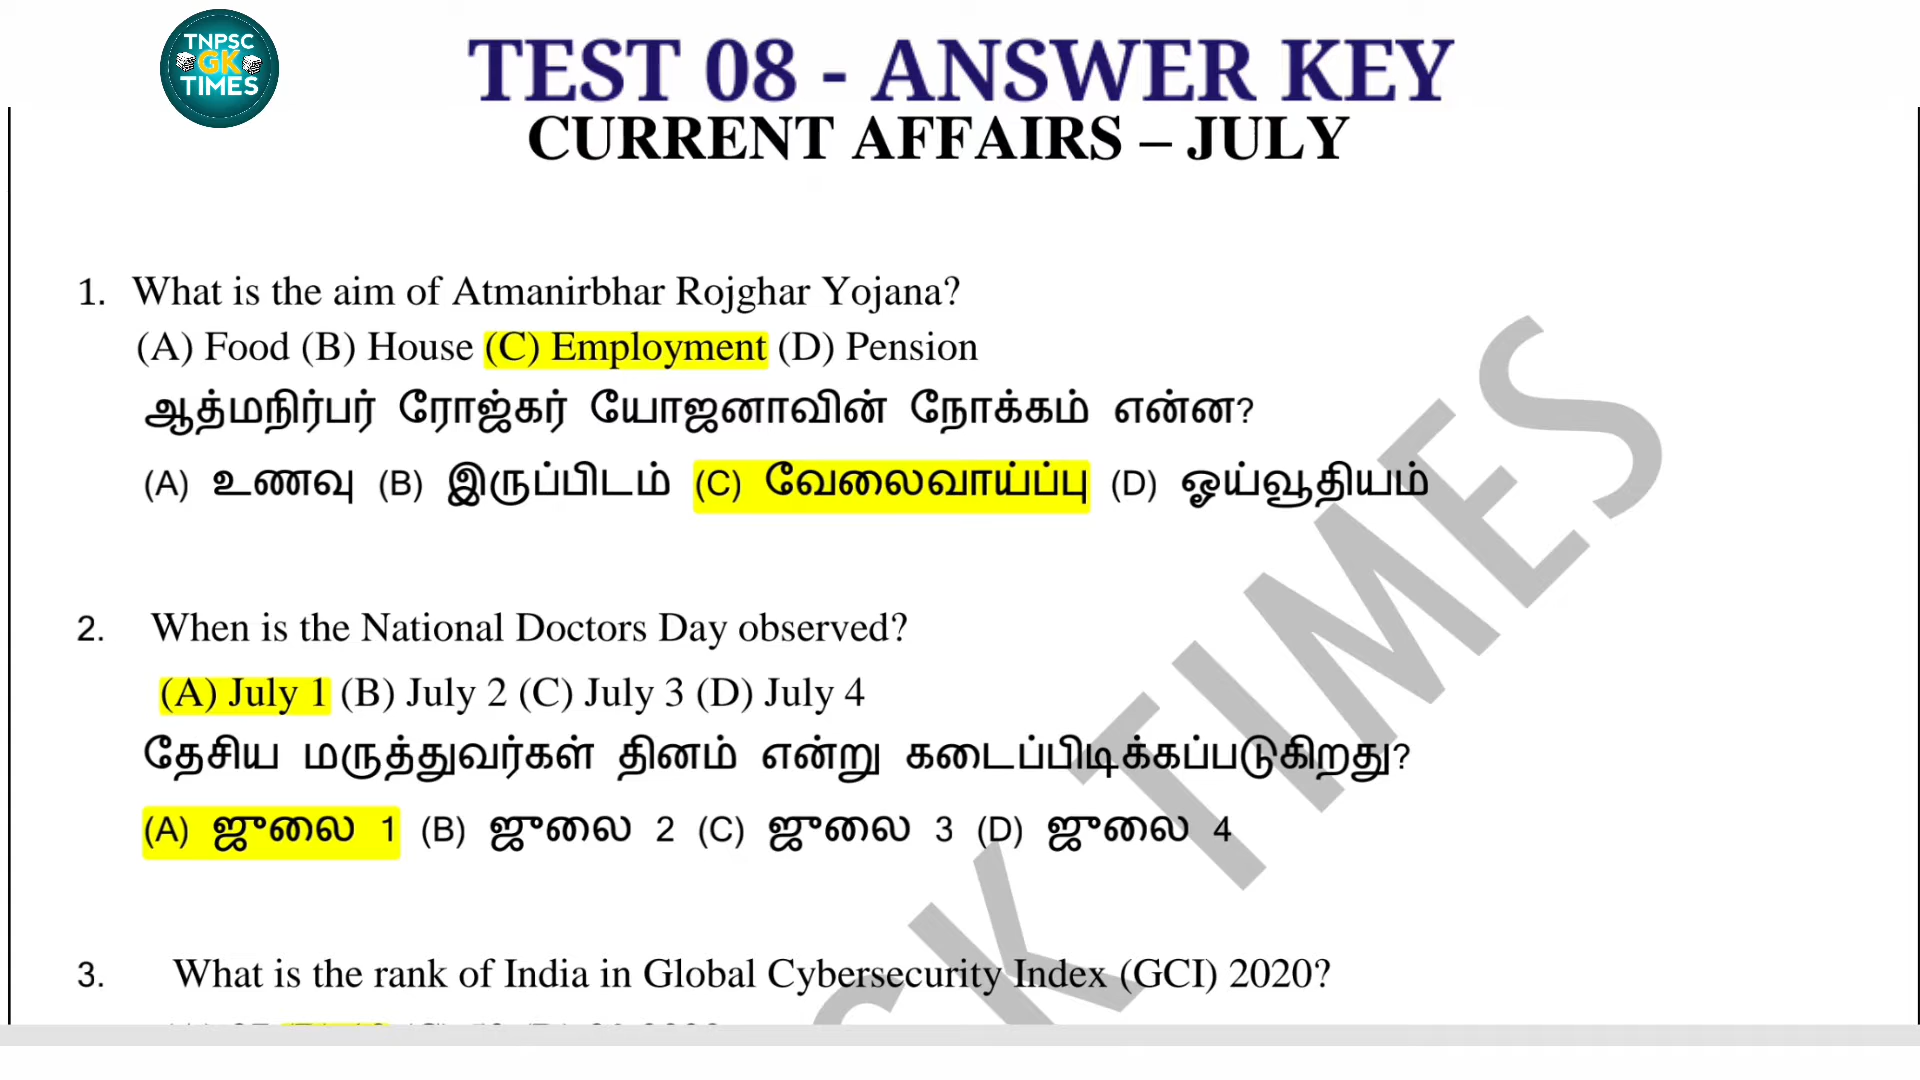 TNPSC
GK
TIMES
TEST 08 - ANSWER KEY
CURRENT AFFAIRS – JULY
1. What is the aim of Atmanirbhar Rojghar Yojana?
(A) Food (B) House (C) Employment (D) Pension
ஆத்மநிர்பர் ரோஜ்கர் யோஜனாவின் நோக்கம் என்ன?
(A) உணவு (B) இருப்பிடம் (C) வேலைவாய்ப்பு (D) ஓய்வூதியம்
2. When is the National Doctors Day observed?
(A) July 1 (B) July 2 (C) July 3 (D) July 4
தேசிய மருத்துவர்கள் தினம் என்று கடைப்பிடிக்கப்படுகிறது?
(A) ஜுலை 1 (B) ஜுலை 2 (C) ஜுலை 3 (D) ஜுலை 4
3. What is the rank of India in Global Cybersecurity Index (GCI) 2020?
GK TIMES